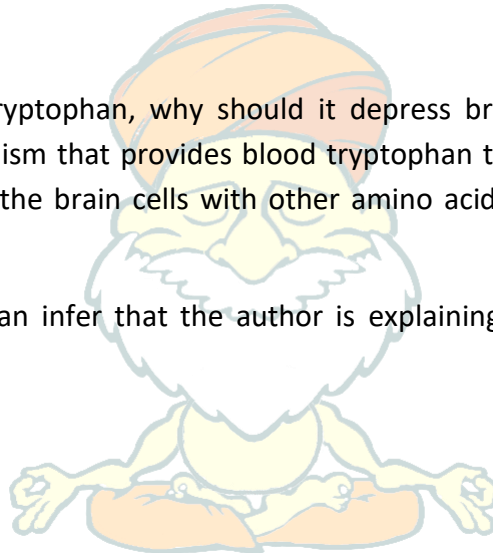 ryptophan, why should it depress br
ism that provides blood tryptophan t
the brain cells with other amino acid
an infer that the author is explaining